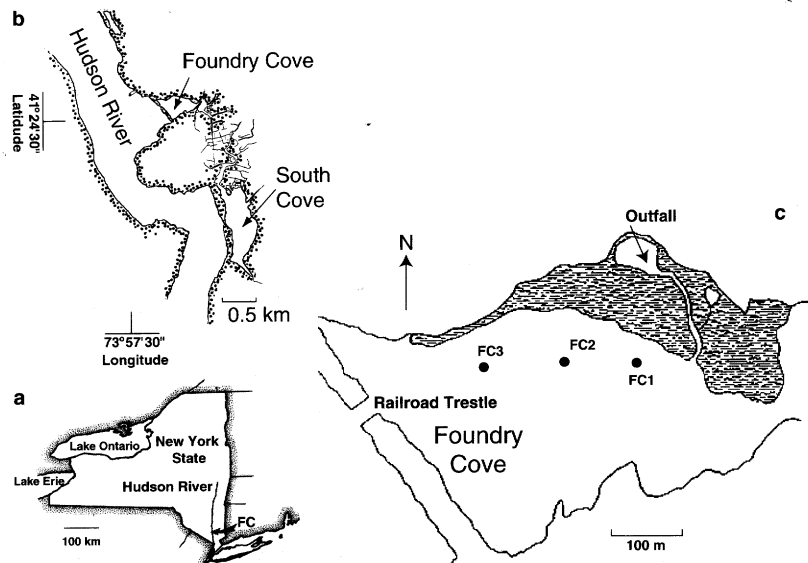 b
Hudson River
Foundry Cove
41°24'30"
Latidude
South
Cove
0.5 km
73°57'30"
Longitude
a
Lake Ontario
New York
State
Lake Erie
Hudson River
FC
100 km
c
Outfall
N
FC3
FC2
FC1
Railroad Trestle
Foundry
Cove
100 m